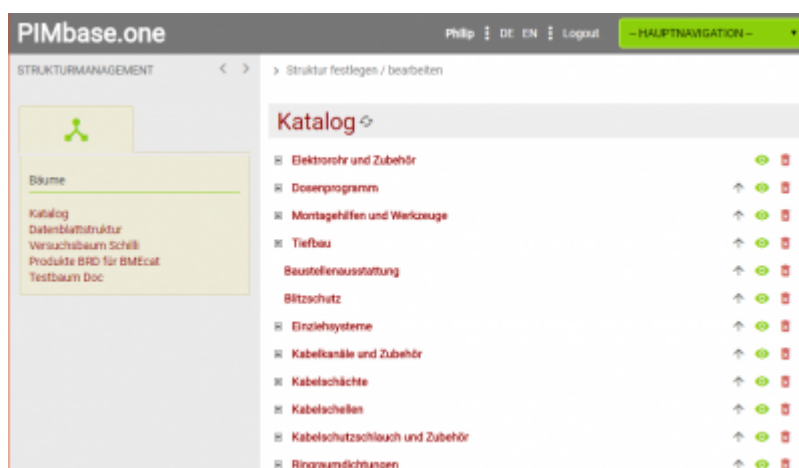 PIMbase.one
Philip DE EN Logout
-- HAUPTNAVIGATION --
STRUKTURMANAGEMENT < >
> Struktur festlegen / bearbeiten
Bäume
Katalog
Datenblattstruktur
Versuchsbaum Schilli
Produkte BRD für BMEcat
Testbaum Doc
Katalog
Elektrorohr und Zubehör
Dosenprogramm
Montagehilfen und Werkzeuge
Tiefbau
Baustellenausstattung
Blitzschutz
Einziehsysteme
Kabelkanäle und Zubehör
Kabelschächte
Kabelschellen
Kabelschutzschlauch und Zubehör
Ringraumdichtungen